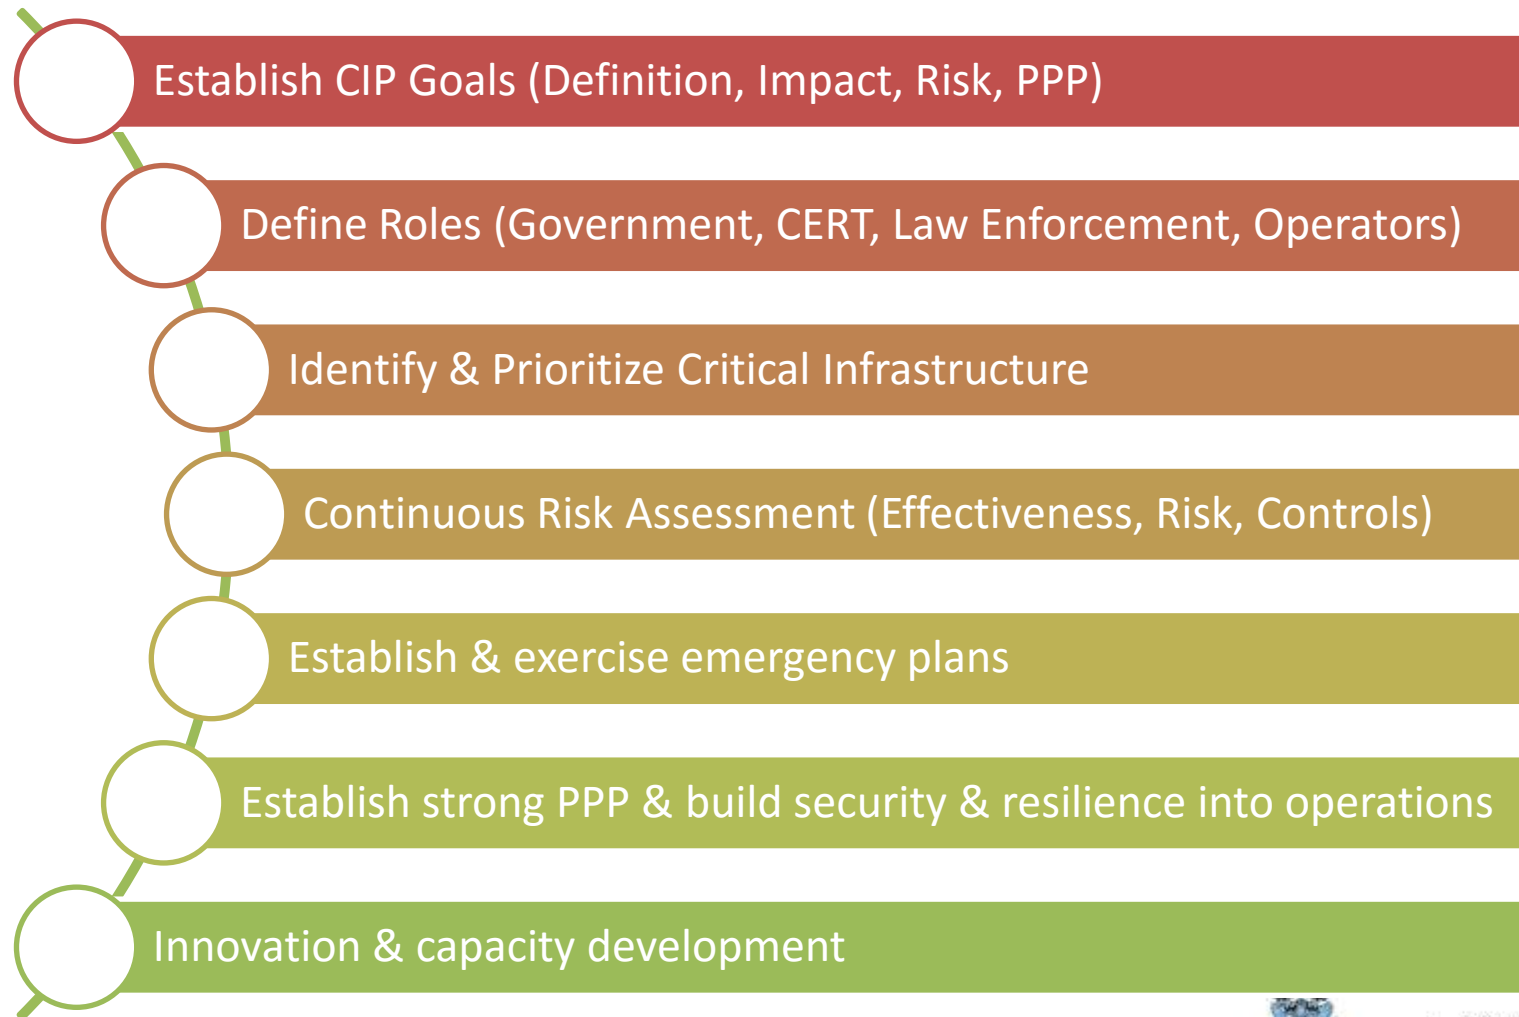 Establish CIP Goals (Definition, Impact, Risk, PPP)
Define Roles (Government, CERT, Law Enforcement, Operators)
Identify & Prioritize Critical Infrastructure
Continuous Risk Assessment (Effectiveness, Risk, Controls)
Establish & exercise emergency plans
Establish strong PPP & build security & resilience into operations
Innovation & capacity development